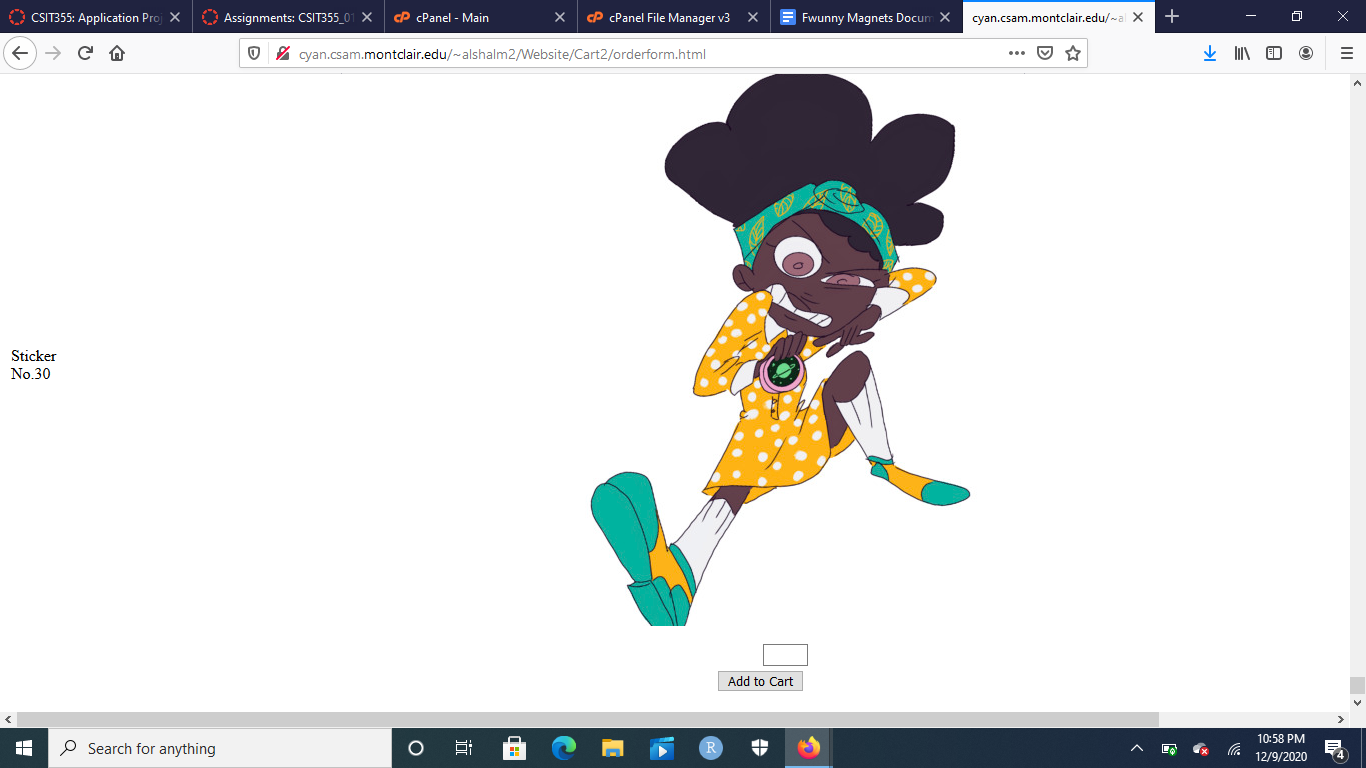 CSIT355: Application Proj
Assignments: CSIT355_01
cPanel - Main
cPanel File Manager v3
Fwunny Magnets Docum
cyan.csam.montclair.edu/~al
cyan.csam.montclair.edu/~alshalm2/Website/Cart2/orderform.html
Sticker
No.30
Add to Cart
Search for anything
R
10:58 PM
12/9/2020
4